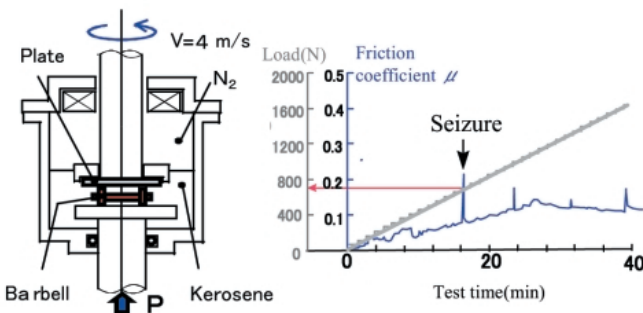 V=4 m/s
Plate
N₂
Barbell
P
Kerosene
Load(N)
Friction
coefficient μ
2000
1600
1200
800
400
0
0.5
0.4
0.3
0.2
0.1
Seizure
0
20
40
Test time(min)